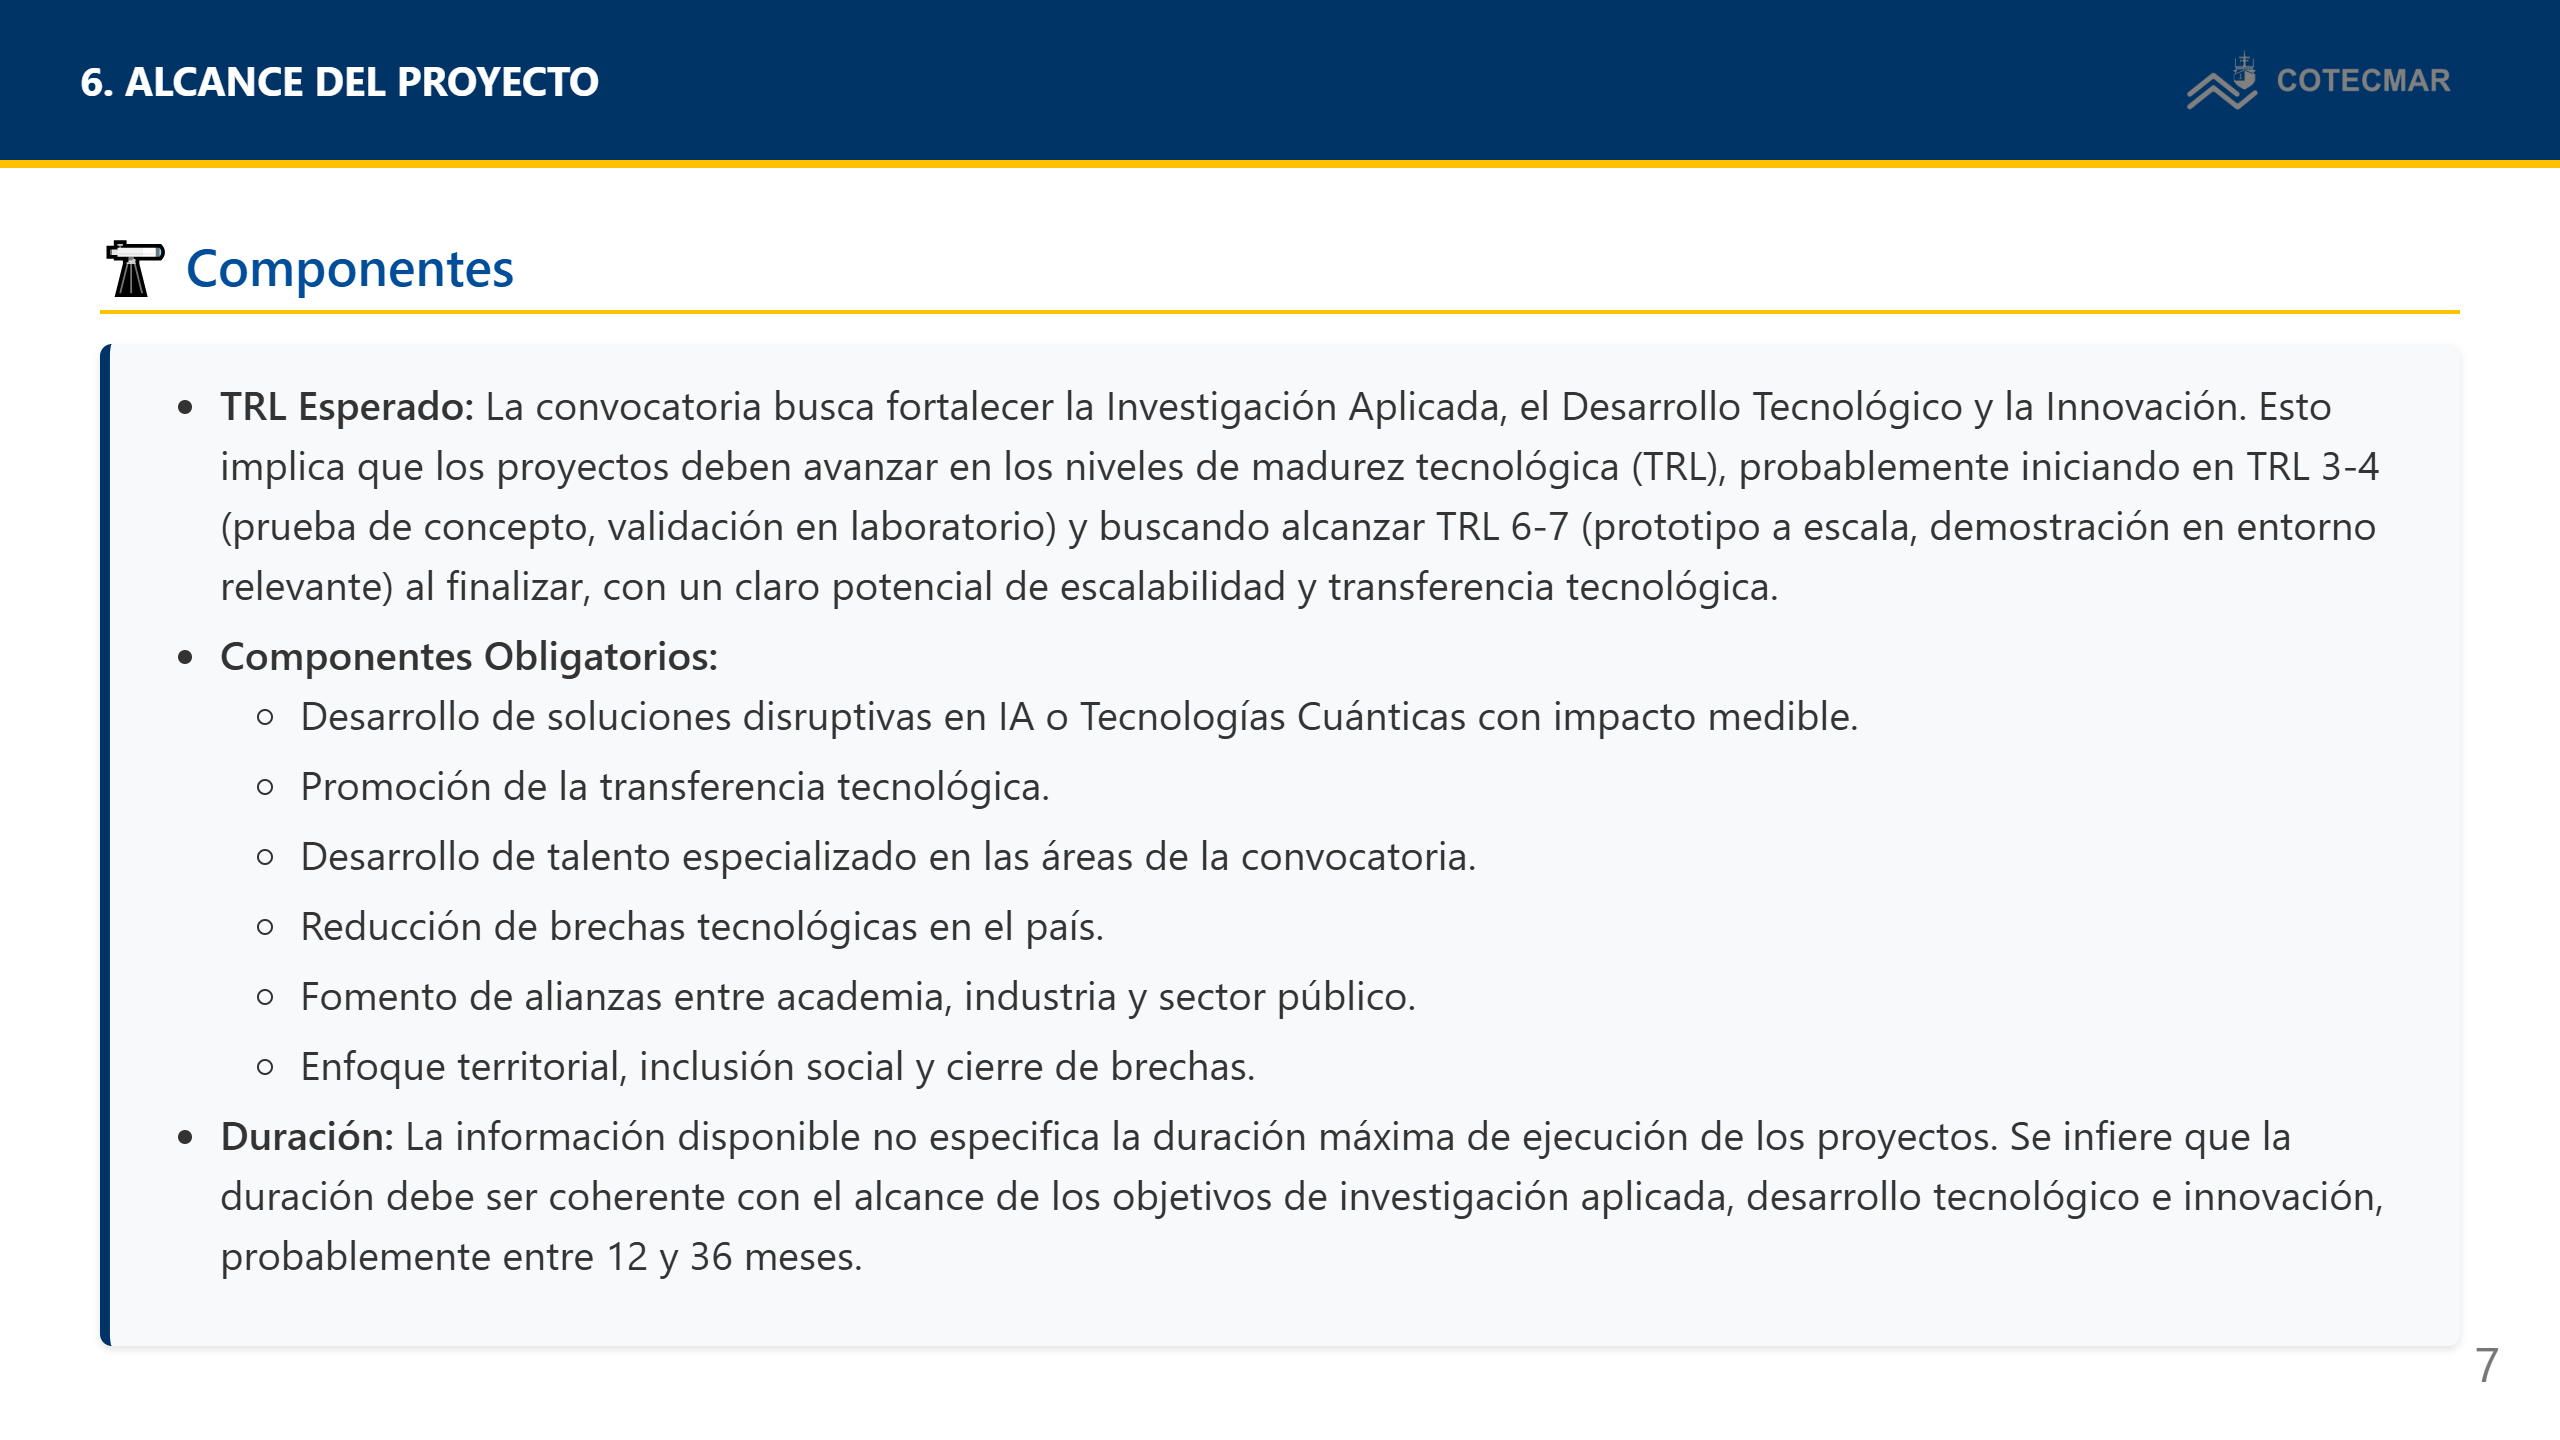 6. ALCANCE DEL PROYECTO
COTECMAR
Componentes
• TRL Esperado: La convocatoria busca fortalecer la Investigación Aplicada, el Desarrollo Tecnológico y la Innovación. Esto
implica que los proyectos deben avanzar en los niveles de madurez tecnológica (TRL), probablemente iniciando en TRL 3-4
(prueba de concepto, validación en laboratorio) y buscando alcanzar TRL 6-7 (prototipo a escala, demostración en entorno
relevante) al finalizar, con un claro potencial de escalabilidad y transferencia tecnológica.
• Componentes Obligatorios:
○ Desarrollo de soluciones disruptivas en IA o Tecnologías Cuánticas con impacto medible.
○ Promoción de la transferencia tecnológica.
○ Desarrollo de talento especializado en las áreas de la convocatoria.
○ Reducción de brechas tecnológicas en el país.
○ Fomento de alianzas entre academia, industria y sector público.
○ Enfoque territorial, inclusión social y cierre de brechas.
• Duración: La información disponible no especifica la duración máxima de ejecución de los proyectos. Se infiere que la
duración debe ser coherente con el alcance de los objetivos de investigación aplicada, desarrollo tecnológico e innovación,
probablemente entre 12 y 36 meses.
7